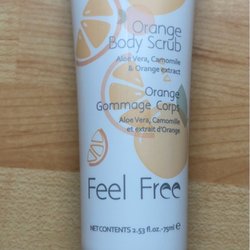 Orange
Body Scrub
Aloe Vera, Camomile
& Orange extract
Orange
Gommage Corps
Aloe Vera, Camomille
et extrait d'Orange
Feel Free
NET CONTENTS 2.53 fl.oz. - 75ml e